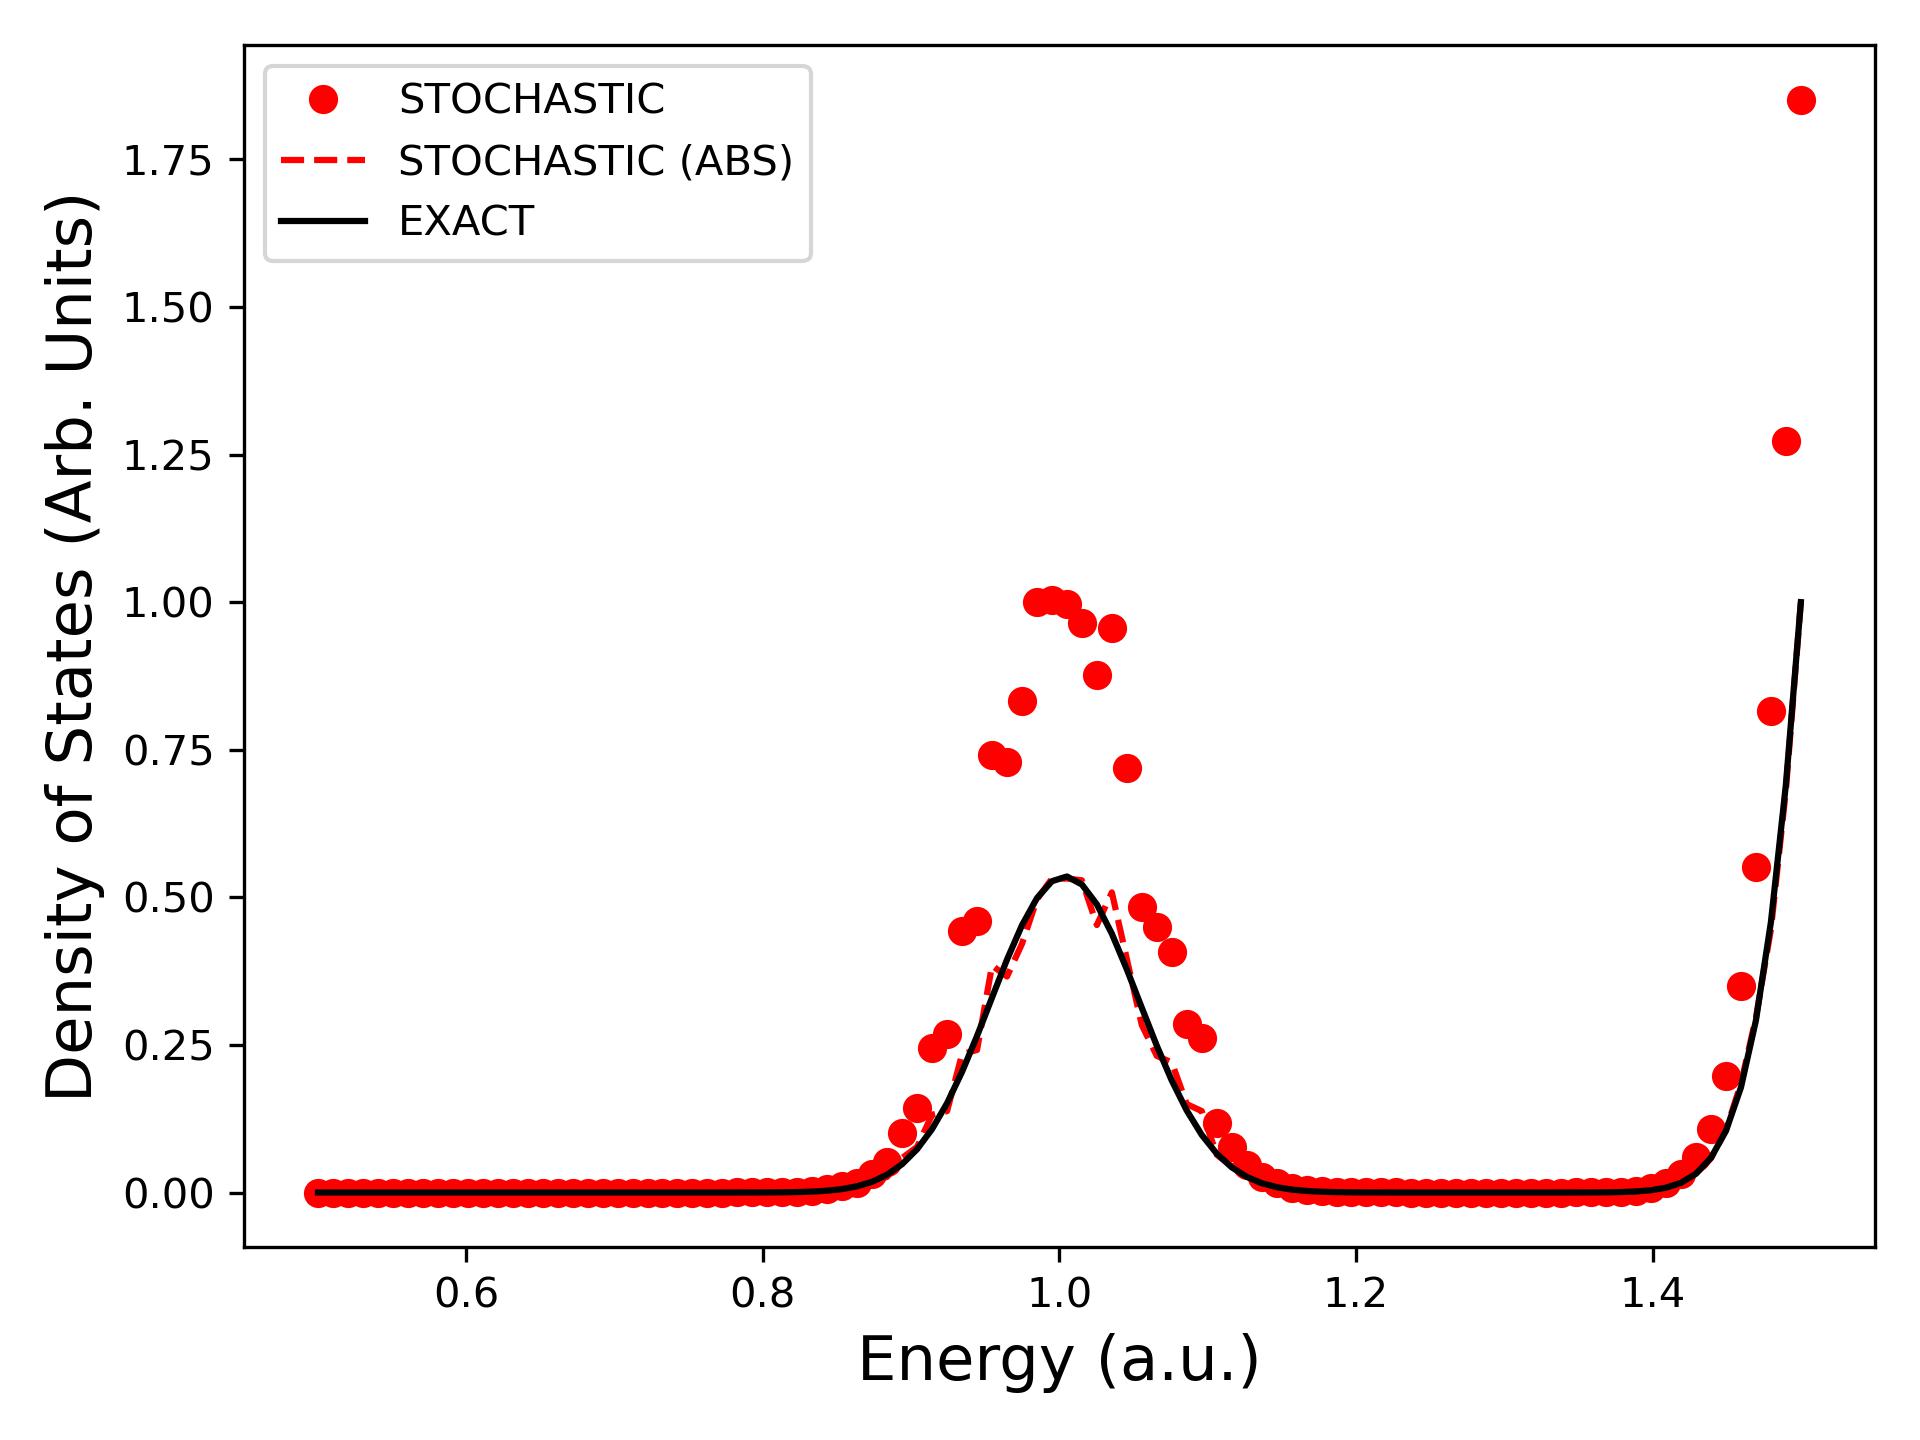 STOCHASTIC
STOCHASTIC (ABS)
EXACT
Density of States (Arb. Units)
1.75
1.50
1.25
1.00
0.75
0.50
0.25
0.00
0.6 0.8 1.0 1.2 1.4
Energy (a.u.)